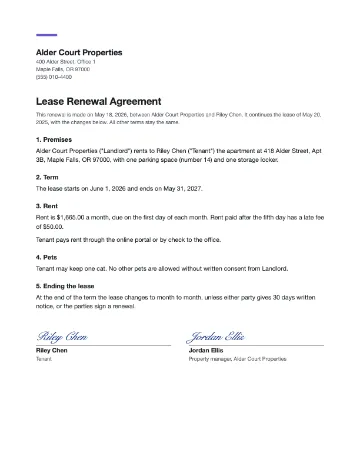 Alder Court Properties
400 Alder Street, Office 1
Maple Falls, OR 97000
(555) 010-4400
Lease Renewal Agreement
This renewal is made on May 18, 2026, between Alder Court Properties and Riley Chen. It continues the lease of May 20,
2025, with the changes below. All other terms stay the same.
1. Premises
Alder Court Properties ("Landlord") rents to Riley Chen ("Tenant") the apartment at 418 Alder Street, Apt
3B, Maple Falls, OR 97000, with one parking space (number 14) and one storage locker.
2. Term
The lease starts on June 1, 2026 and ends on May 31, 2027.
3. Rent
Rent is $1,665.00 a month, due on the first day of each month. Rent paid after the fifth day has a late fee
of $50.00.
Tenant pays rent through the online portal or by check to the office.
4. Pets
Tenant may keep one cat. No other pets are allowed without written consent from Landlord.
5. Ending the lease
At the end of the term the lease changes to month to month, unless either party gives 30 days written
notice, or the parties sign a renewal.
Riley Chen Jordan Ellis
Riley Chen Jordan Ellis
Tenant Property manager, Alder Court Properties